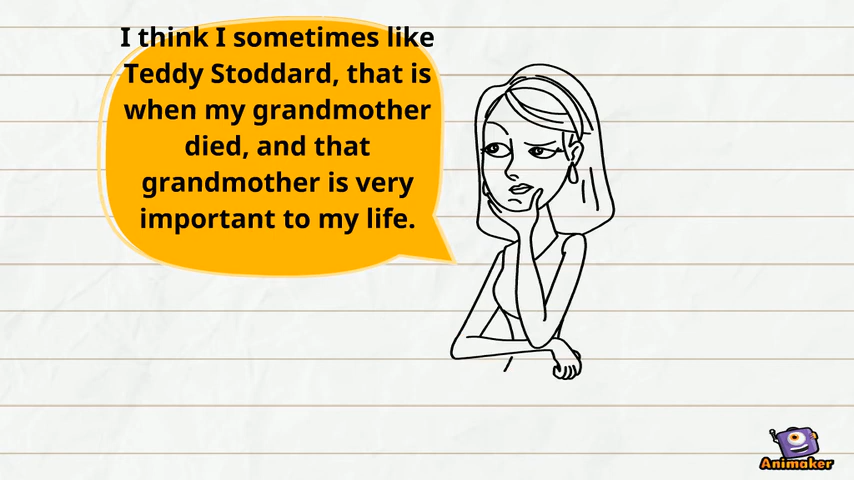 I think I sometimes like
Teddy Stoddard, that is
when my grandmother
died, and that
grandmother is very
important to my life.
Animaker